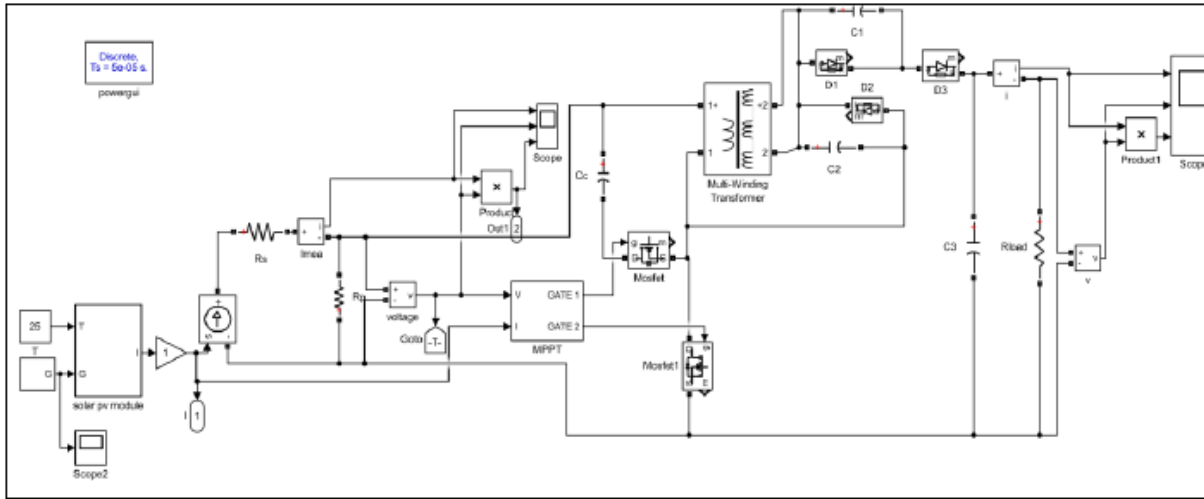 Discrete,
Ts = 5e-05 s.
powergui
C1
m
D1
D2
m
m
D3
+
-
i
i
1+
+2
1
2
Multi-Winding
Transformer
C2
Scope
×
Product
Out1
2
Cc
×
Product1
Scope
Rs
+
-
i
Imea
g
m
D
S
Mosfet
C3
Rload
+
-
v
v
+
-
v
voltage
V
GATE 1
I
GATE 2
MPPT
Goto
-T-
Mosfet1
25
T
G
T
G
I
solar pv module
1
I
1
Scope2